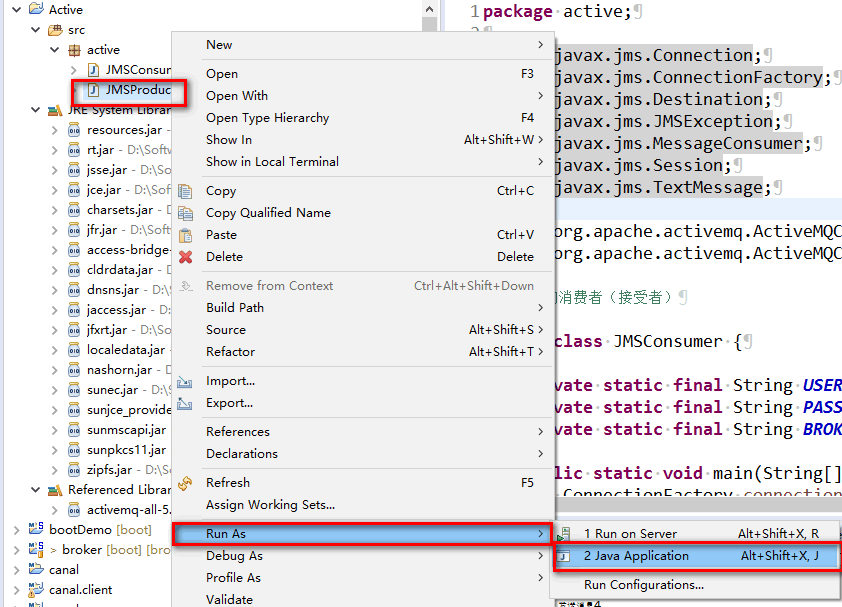 Active
src
active
JMSConsum
JMSProduc
JRE System Librar
resources.jar -
rt.jar - D:\Softw
jsse.jar - D:\So
jce.jar - D:\Sof
charsets.jar - D
jfr.jar - D:\Soft
access-bridge-
cldrdata.jar - D
dnsns.jar - D:\
jaccess.jar - D:
jfxrt.jar - D:\So
localedata.jar
nashorn.jar - D
sunec.jar - D:\
sunjce_provide
sunmscapi.jar
sunpkcs11.jar
zipfs.jar - D:\S
Referenced Librar
activemq-all-5.
bootDemo [boot]
> broker [boot] [bro
canal
canal.client
New
Open F3
Open With
Open Type Hierarchy F4
Show In Alt+Shift+W
Show in Local Terminal
Copy Ctrl+C
Copy Qualified Name
Paste Ctrl+V
Delete Delete
Remove from Context Ctrl+Alt+Shift+Down
Build Path
Source Alt+Shift+S
Refactor Alt+Shift+T
Import...
Export...
References
Declarations
Refresh F5
Assign Working Sets...
Run As
Debug As
Profile As
Validate
1 Run on Server Alt+Shift+X, R
2 Java Application Alt+Shift+X, J
Run Configurations...
1 package active;
2
javax.jms.Connection;
javax.jms.ConnectionFactory;
javax.jms.Destination;
javax.jms.JMSException;
javax.jms.MessageConsumer;
javax.jms.Session;
javax.jms.TextMessage;
org.apache.activemq.ActiveMQC
org.apache.activemq.ActiveMQC
消费者（接受者）
class JMSConsumer {
vate static final String USER
vate static final String PASS
vate static final String BROK
lic static void main(String[]
ConnectionFactory connection